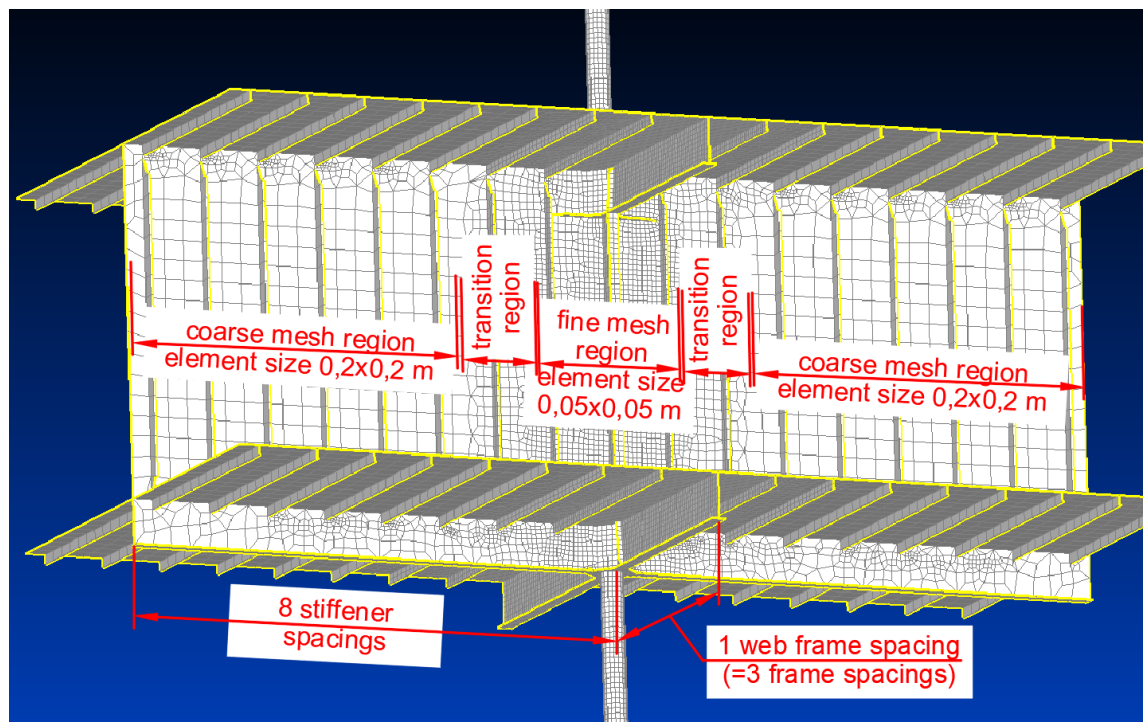 coarse mesh region
element size 0,2x0,2 m
transition
region
fine mesh
region
element size
0,05x0,05 m
transition
region
coarse mesh region
element size 0,2x0,2 m
8 stiffener
spacings
1 web frame spacing
(=3 frame spacings)